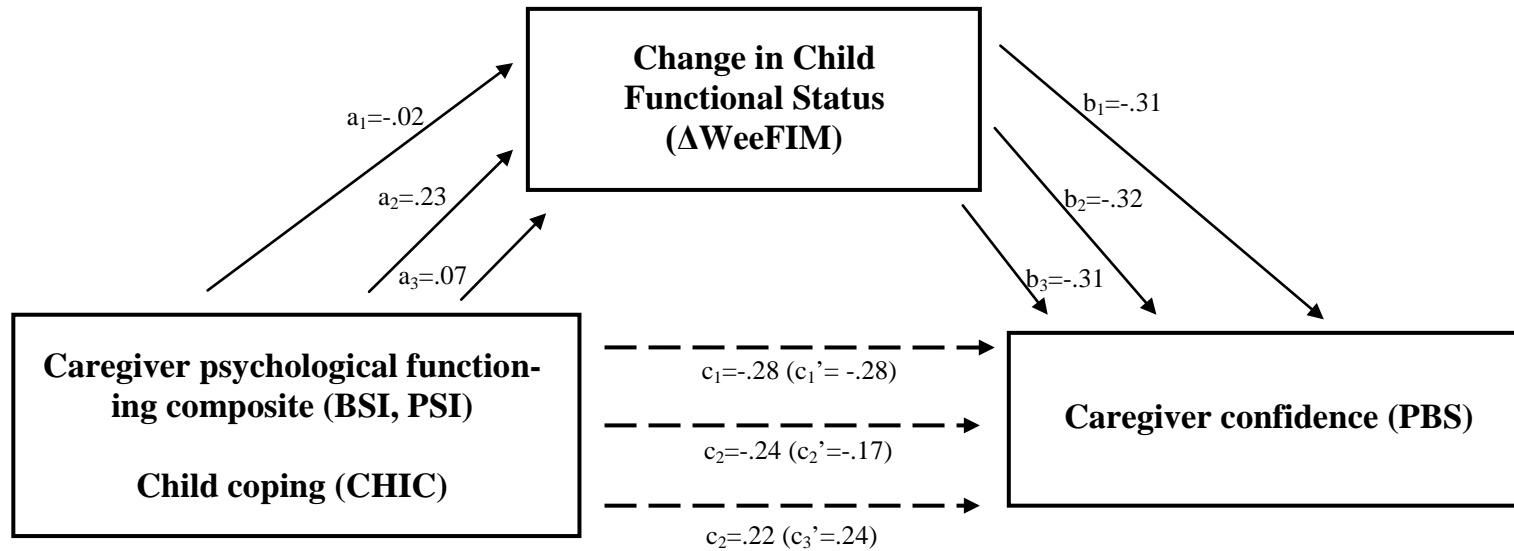 Change in Child
Functional Status
(ΔWeeFIM)
a₁=-.02
b₁=-.31
a₂=.23
b₂=-.32
a₃=.07
b₃=-.31
Caregiver psychological function-
ing composite (BSI, PSI)
Child coping (CHIC)
c₁=-.28 (c₁’= -.28)
c₂=-.24 (c₂’=-.17)
c₂=.22 (c₃’=.24)
Caregiver confidence (PBS)